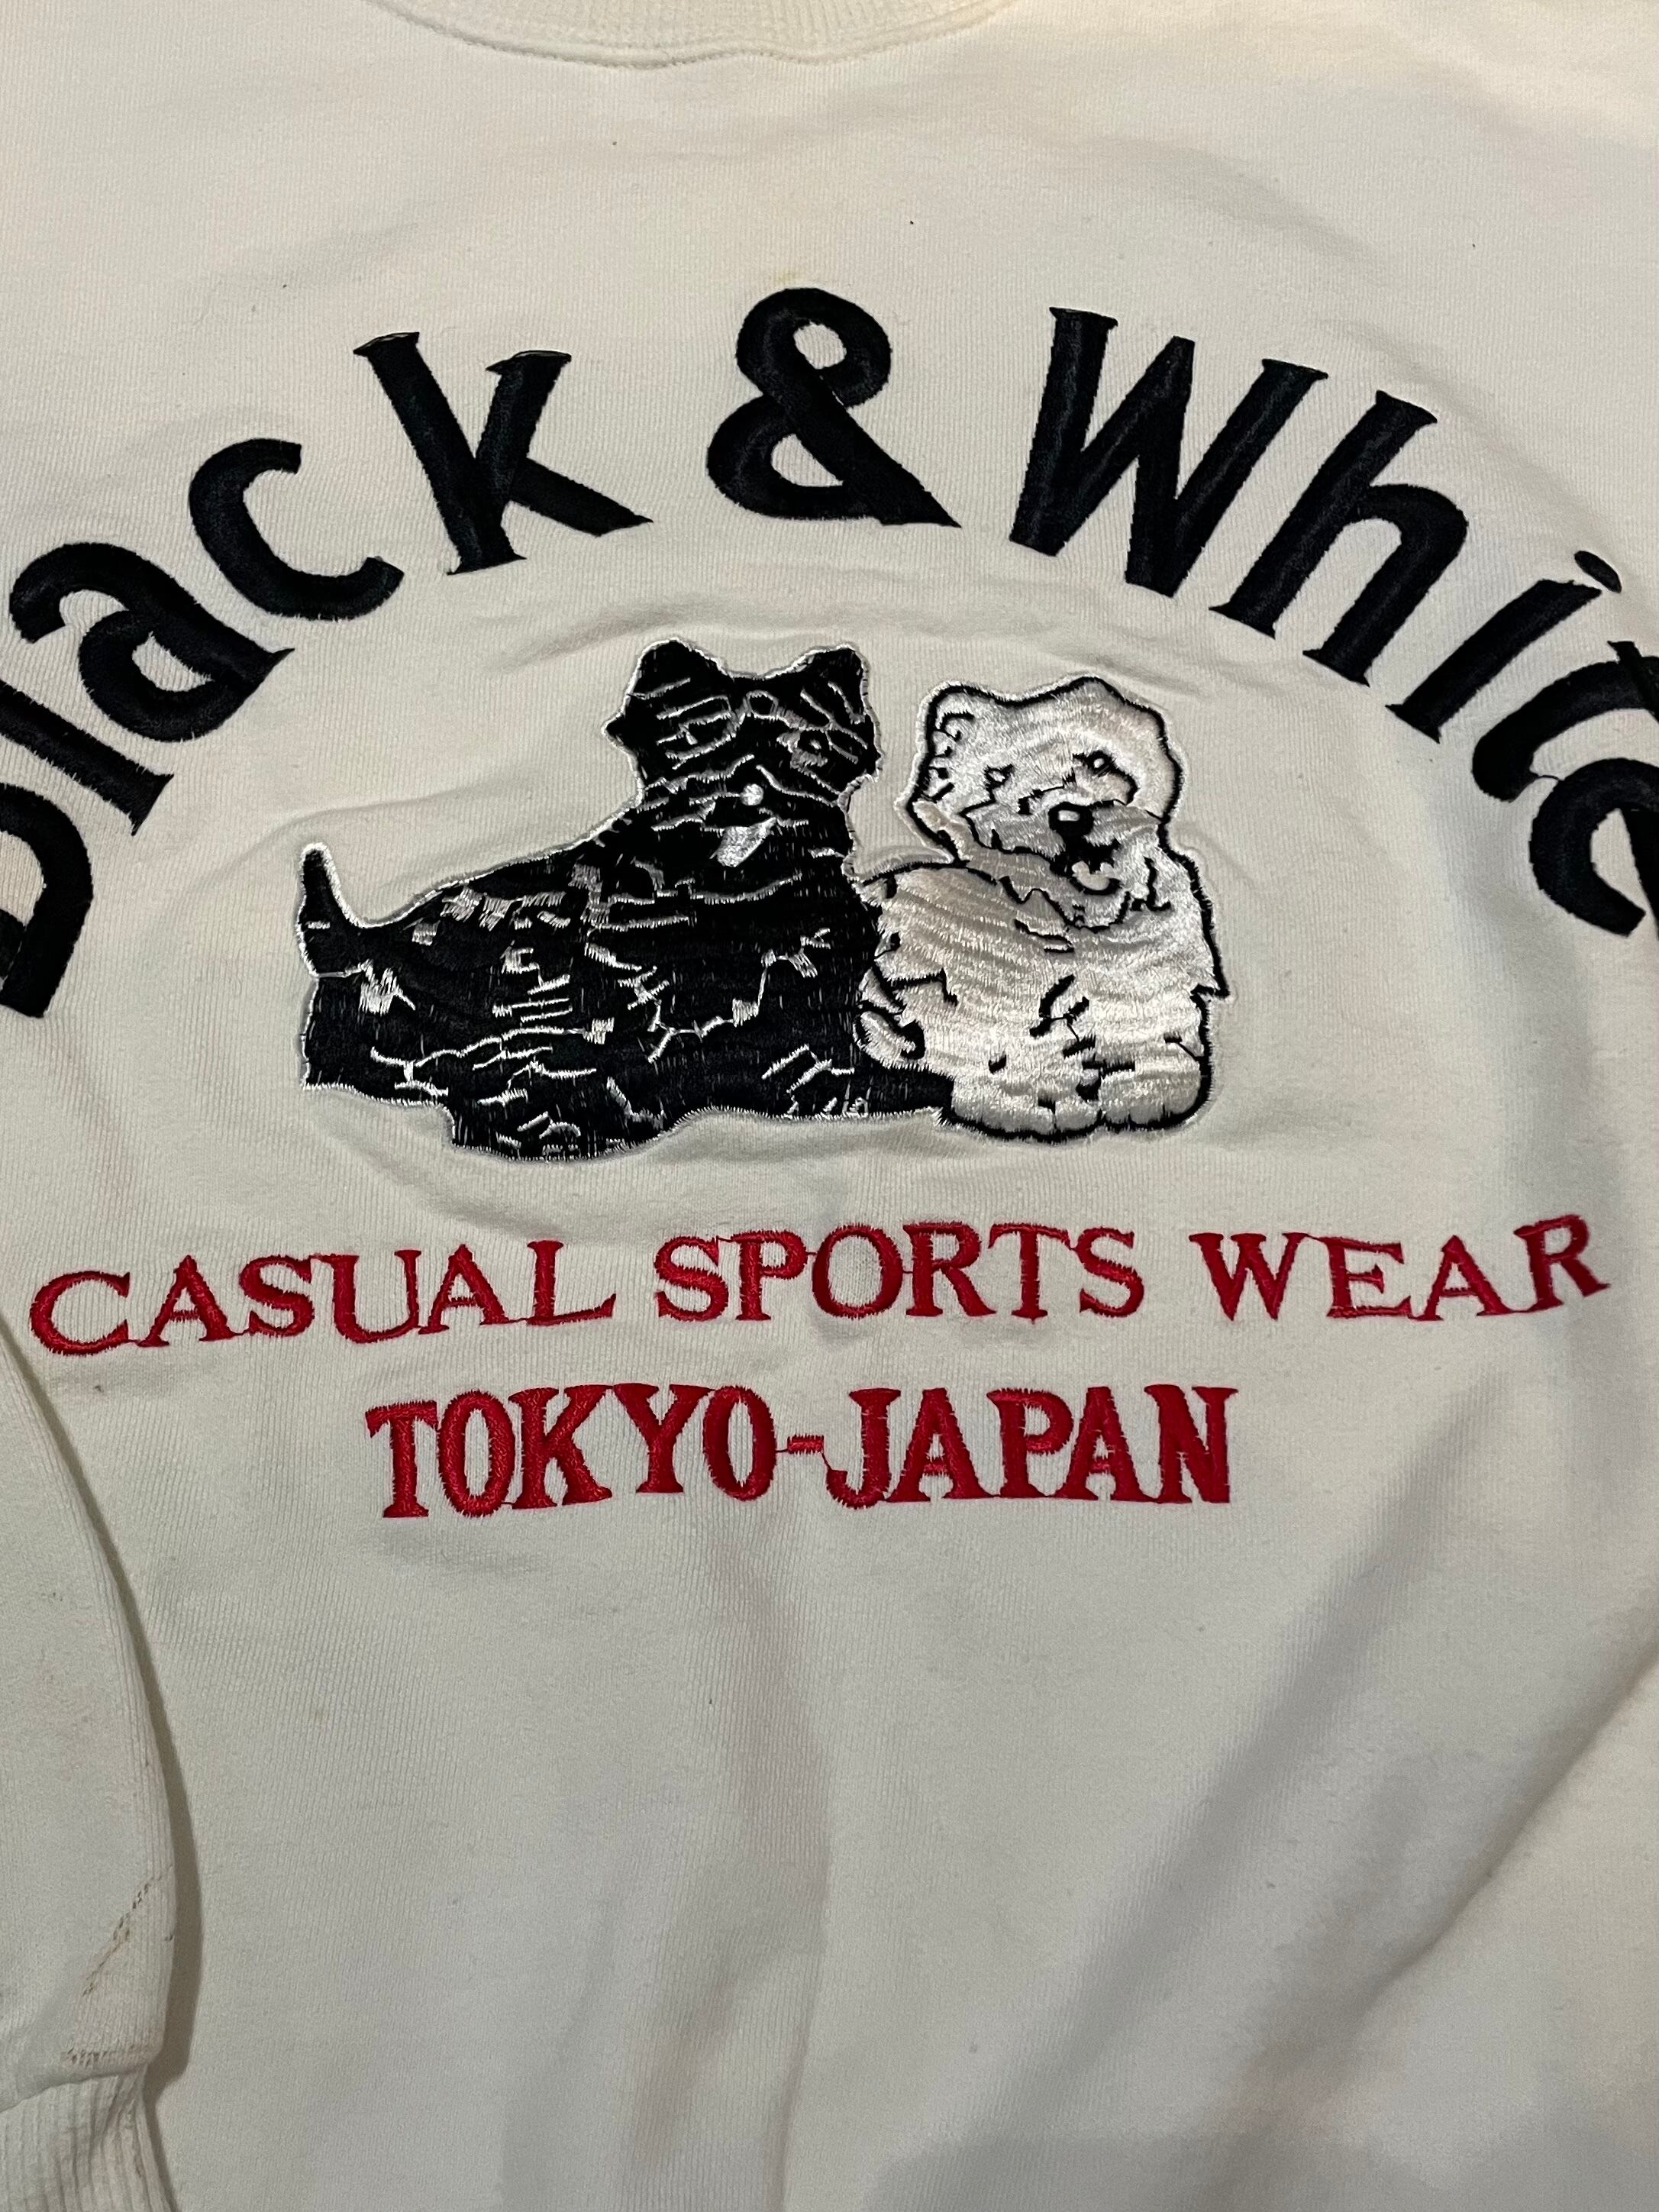 Black & White
CASUAL SPORTS WEAR
TOKYO-JAPAN